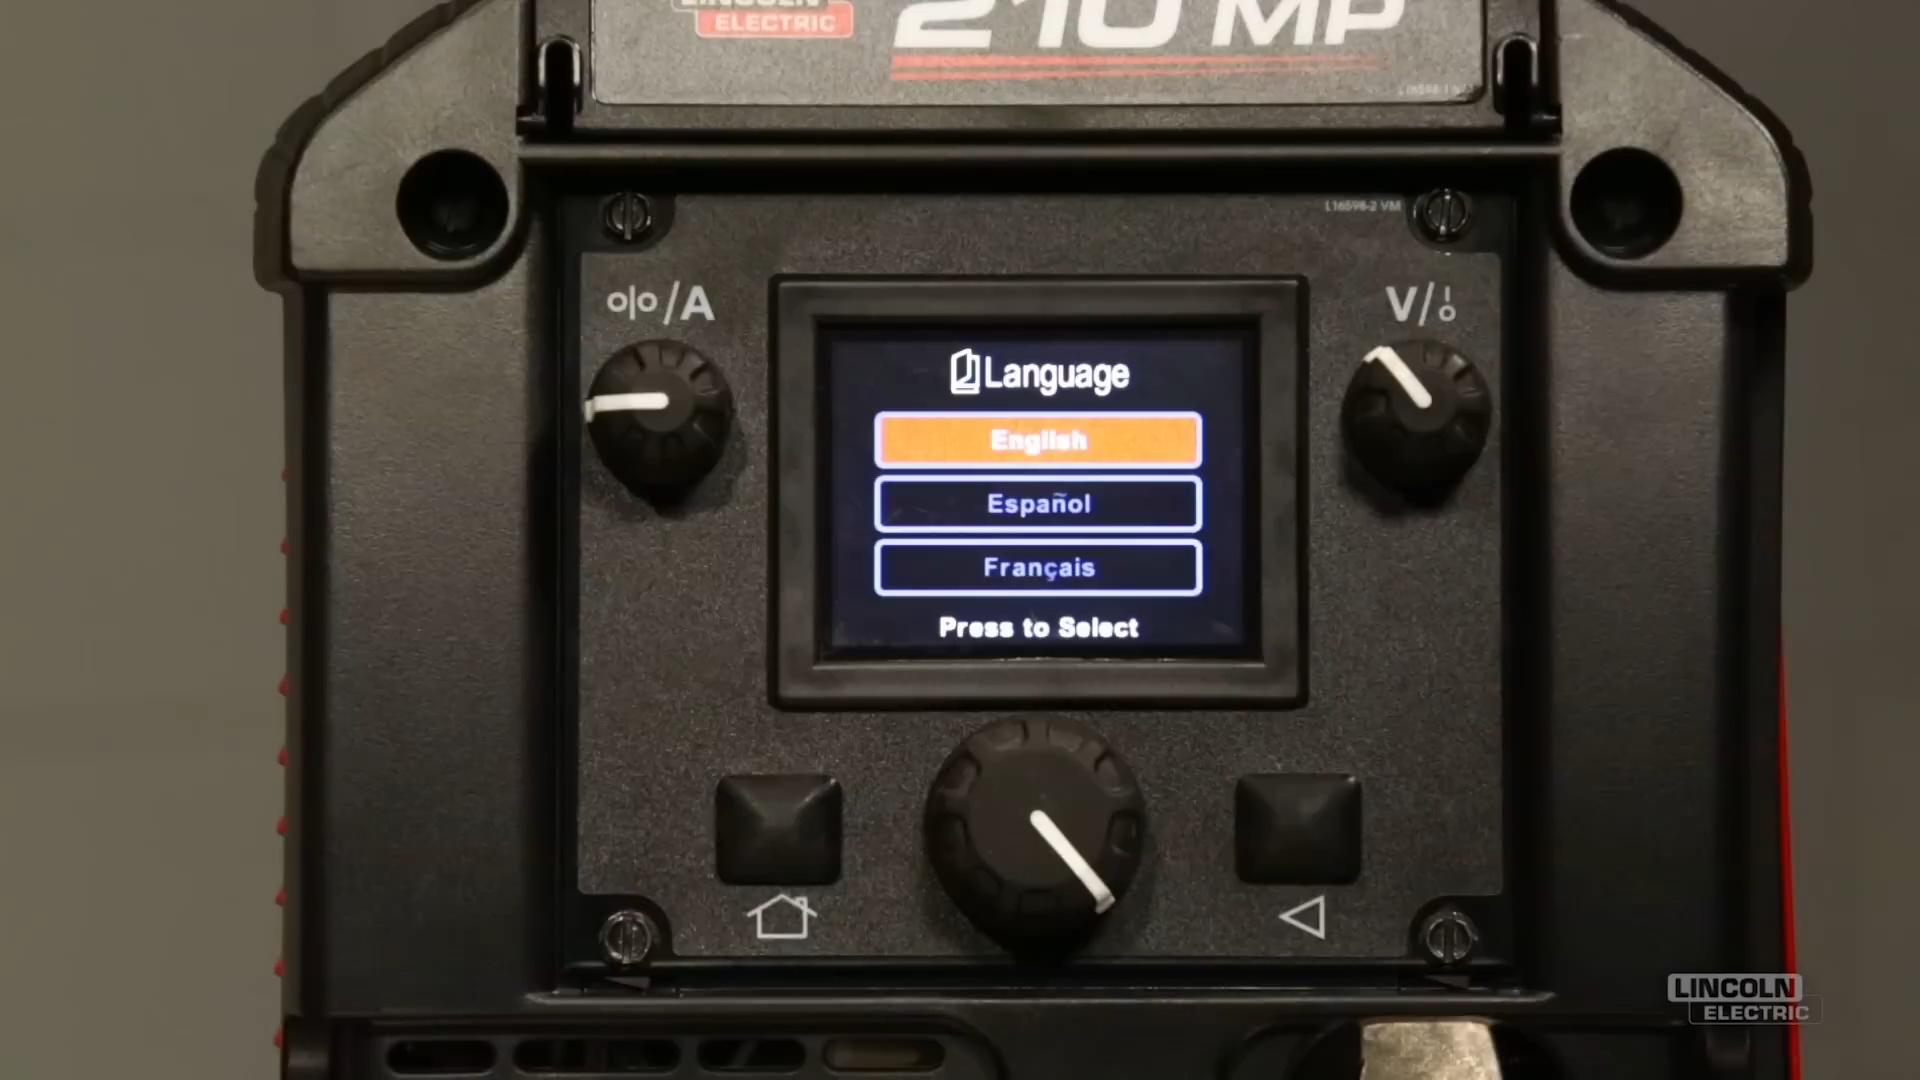 LINCOLN
ELECTRIC
210 MP
L16598-2 VM
o|o/A
V/
Language
English
Español
Français
Press to Select
LINCOLN
ELECTRIC